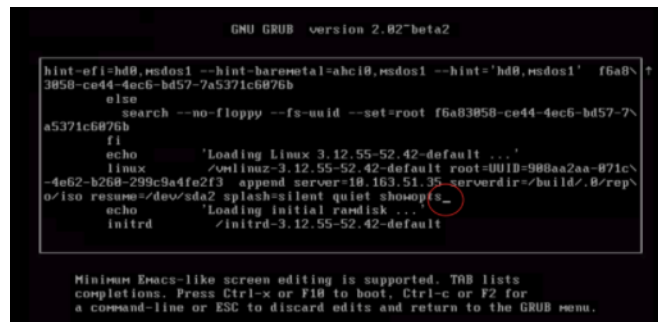 GNU GRUB version 2.02~beta2
hint-efi=hd0,msdos1 --hint-baremetal=ahci0,msdos1 --hint='hd0,msdos1' f6a8\ ↑
3058-ce44-4ec6-bd57-7a5371c6076b
else
search --no-floppy --fs-uuid --set=root f6a83058-ce44-4ec6-bd57-7\
a5371c6076b
fi
echo 'Loading Linux 3.12.55-52.42-default ...'
linux /vmlinuz-3.12.55-52.42-default root=UUID=908aa2aa-071c\
-4e62-b260-299c9a4fe2f3 append server=10.163.51.35 serverdir=/build/.0/rep\
o/iso resume=/dev/sda2 splash=silent quiet showopts_
echo 'Loading initial ramdisk ...'
initrd /initrd-3.12.55-52.42-default
Minimum Emacs-like screen editing is supported. TAB lists
completions. Press Ctrl-x or F10 to boot, Ctrl-c or F2 for
a command-line or ESC to discard edits and return to the GRUB menu.